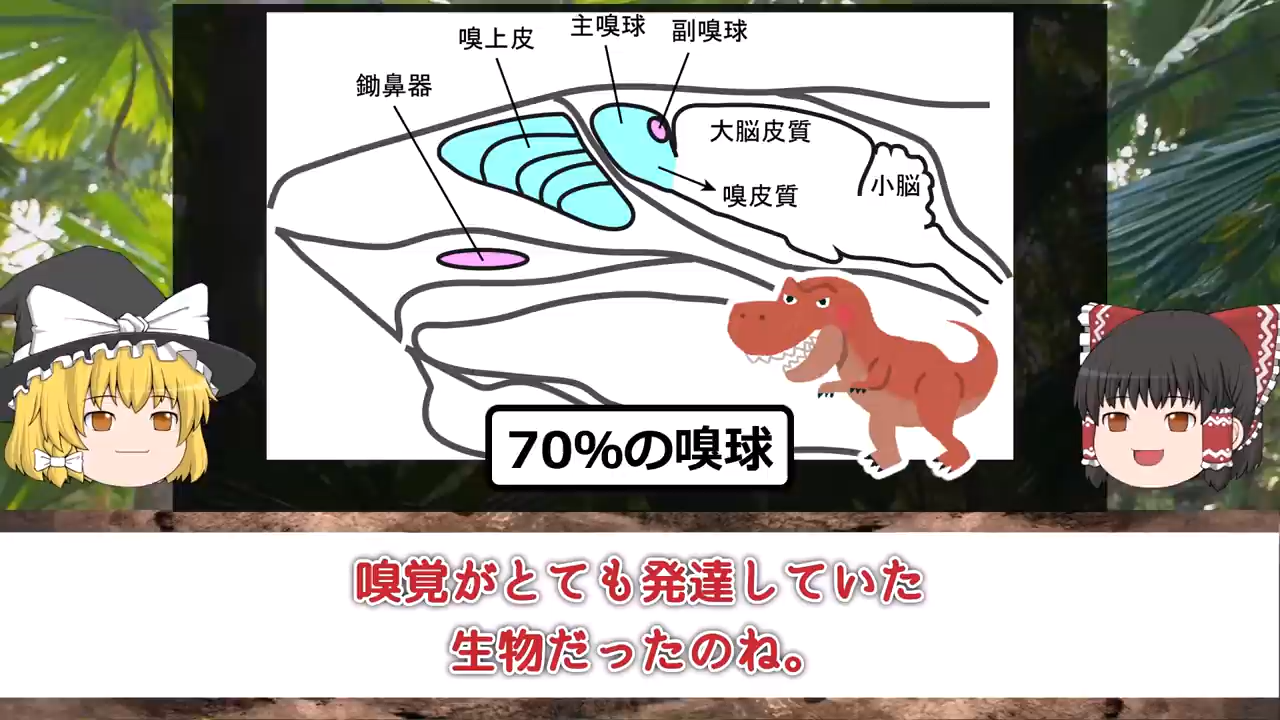 主嗅球
副嗅球
嗅上皮
鋤鼻器
大脳皮質
小脳
嗅皮質
70%の嗅球
嗅覚がとても発達していた
生物だったのね。